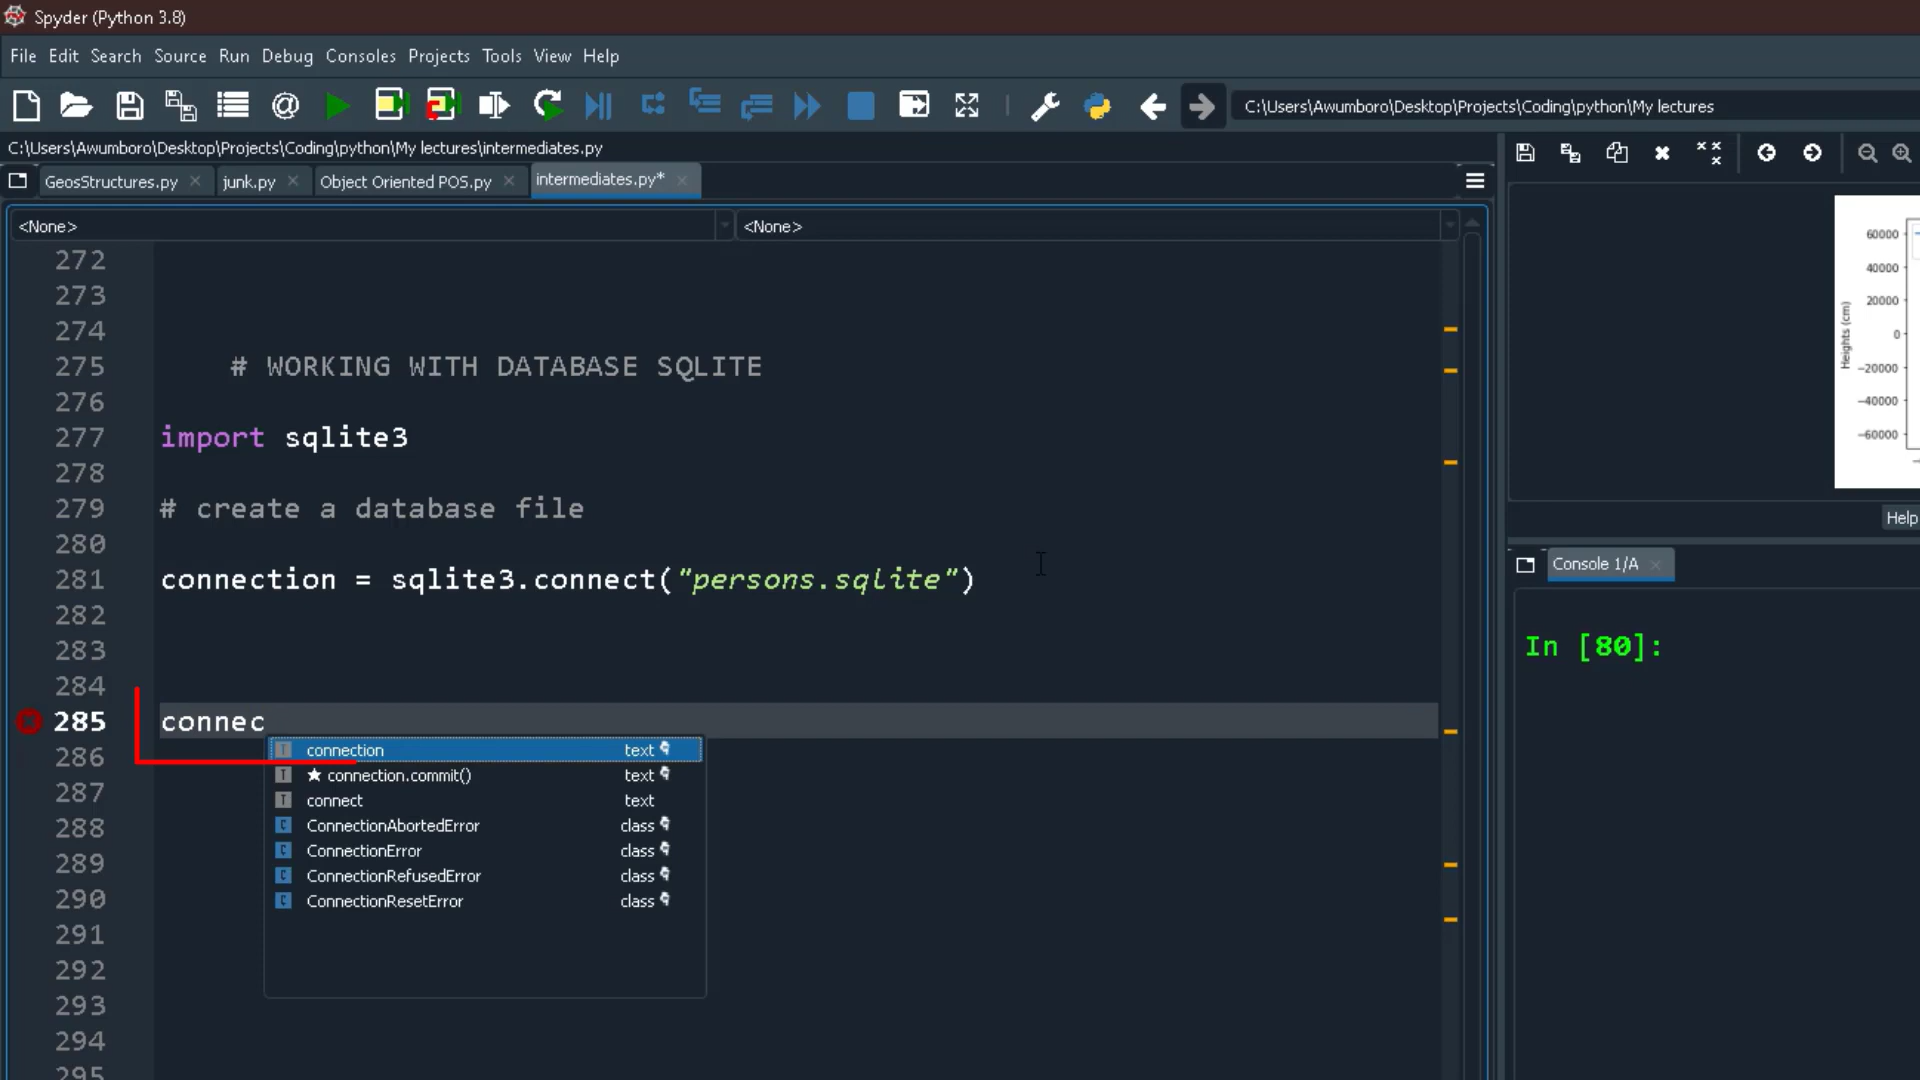 Spyder (Python 3.8)
File Edit Search Source Run Debug Consoles Projects Tools View Help
C:\Users\Awumboro\Desktop\Projects\Coding\python\My lectures
C:\Users\Awumboro\Desktop\Projects\Coding\python\My lectures\intermediates.py
GeosStructures.py junk.py Object Oriented POS.py intermediates.py*
<None> <None>
272
273
274
275 # WORKING WITH DATABASE SQLITE
276
277 import sqlite3
278
279 # create a database file
280
281 connection = sqlite3.connect("persons.sqlite")
282
283
284
285 connec
286
287
288
289
290
291
292
293
294
295
connection text
★ connection.commit() text
connect text
ConnectionAbortedError class
ConnectionError class
ConnectionRefusedError class
ConnectionResetError class
Heights (cm)
60000
40000
20000
0
−20000
−40000
−60000
Help
Console 1/A
In [80]: